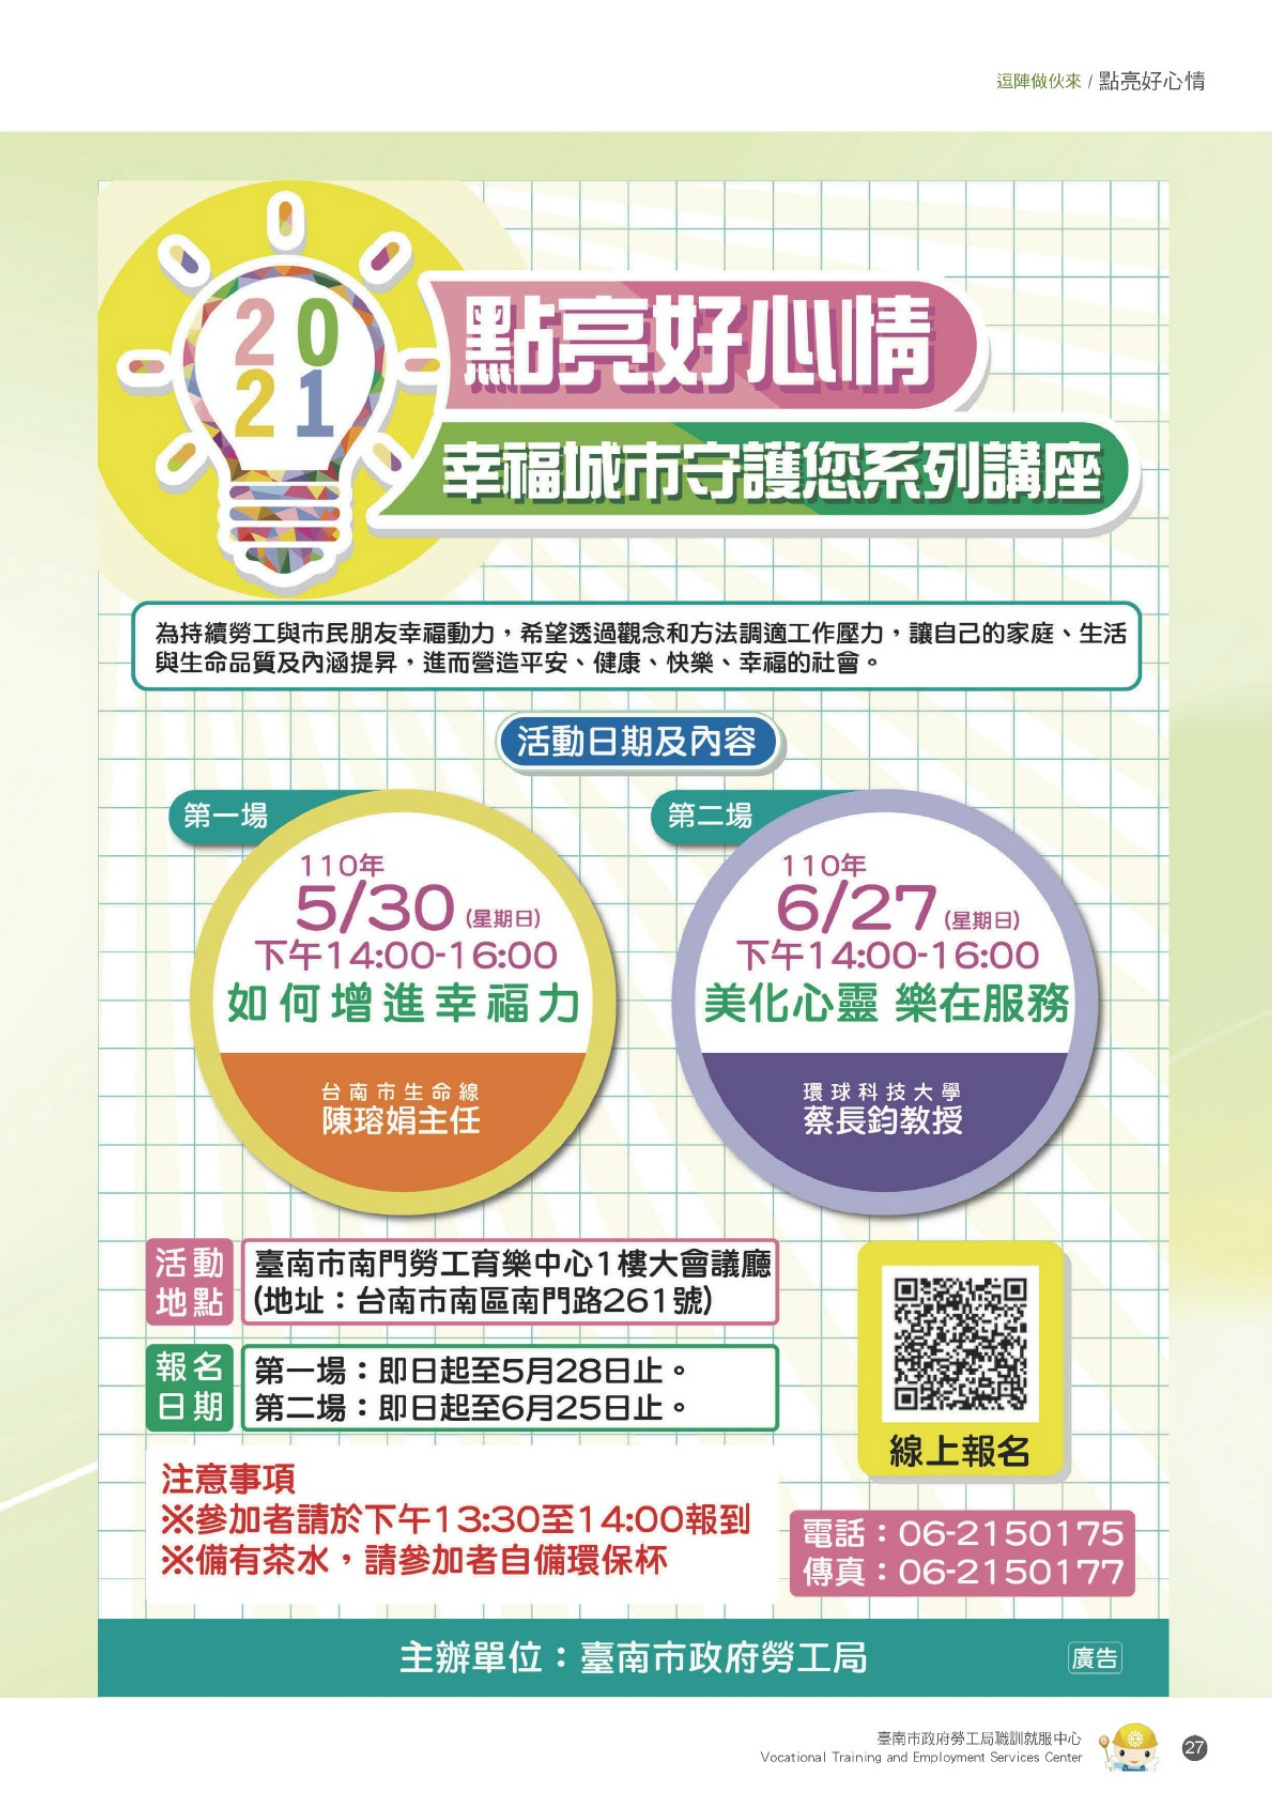 逗陣做伙來 / 點亮好心情
20
21
點亮好心情
幸福城市守護您系列講座
為持續勞工與市民朋友幸福動力，希望透過觀念和方法調適工作壓力，讓自己的家庭、生活
與生命品質及內涵提昇，進而營造平安、健康、快樂、幸福的社會。
活動日期及內容
第一場
110年
5/30 (星期日)
下午14:00-16:00
如何增進幸福力
台南市生命線
陳瑢娟主任
第二場
110年
6/27 (星期日)
下午14:00-16:00
美化心靈 樂在服務
環球科技大學
蔡長鈞教授
活動
地點
臺南市南門勞工育樂中心1樓大會議廳
(地址：台南市南區南門路261號)
報名
日期
第一場：即日起至5月28日止。
第二場：即日起至6月25日止。
線上報名
注意事項
※參加者請於下午13:30至14:00報到
※備有茶水，請參加者自備環保杯
電話：06-2150175
傳真：06-2150177
主辦單位：臺南市政府勞工局
廣告
臺南市政府勞工局職訓就服中心
Vocational Training and Employment Services Center
27